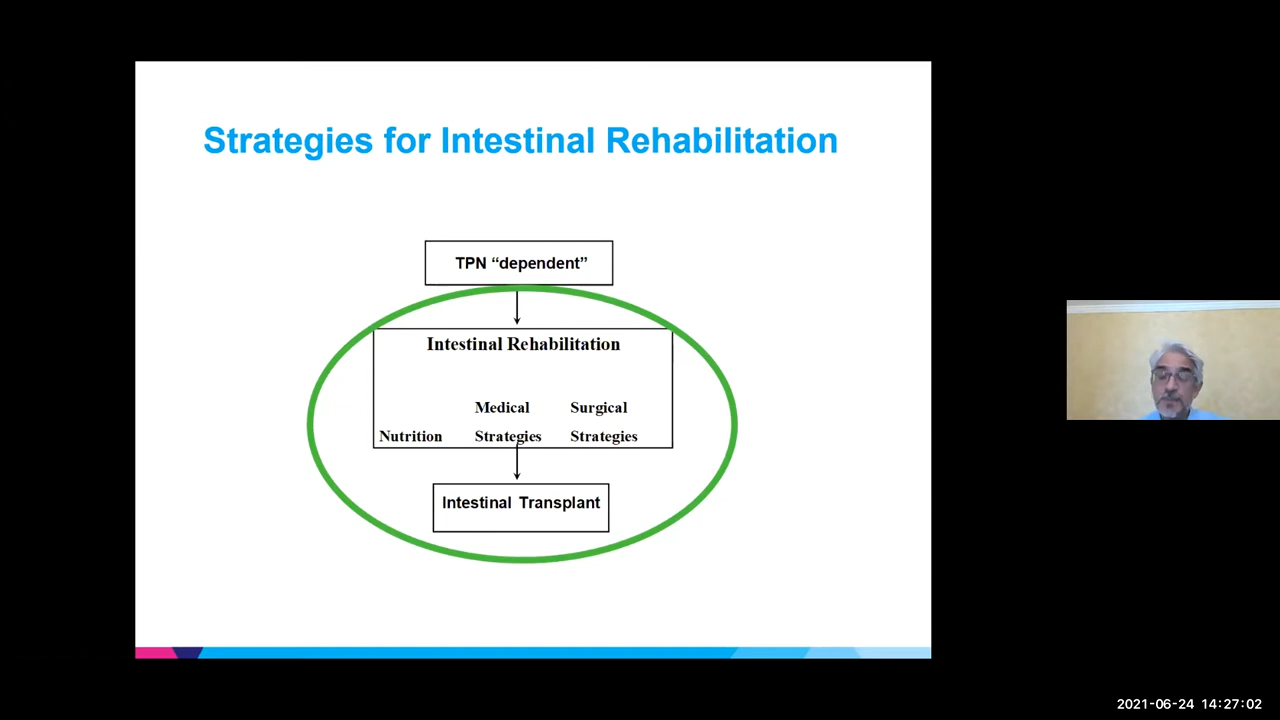 Strategies for Intestinal Rehabilitation
TPN “dependent”
Intestinal Rehabilitation
Medical Surgical
Nutrition Strategies Strategies
Intestinal Transplant
2021-06-24 14:27:02